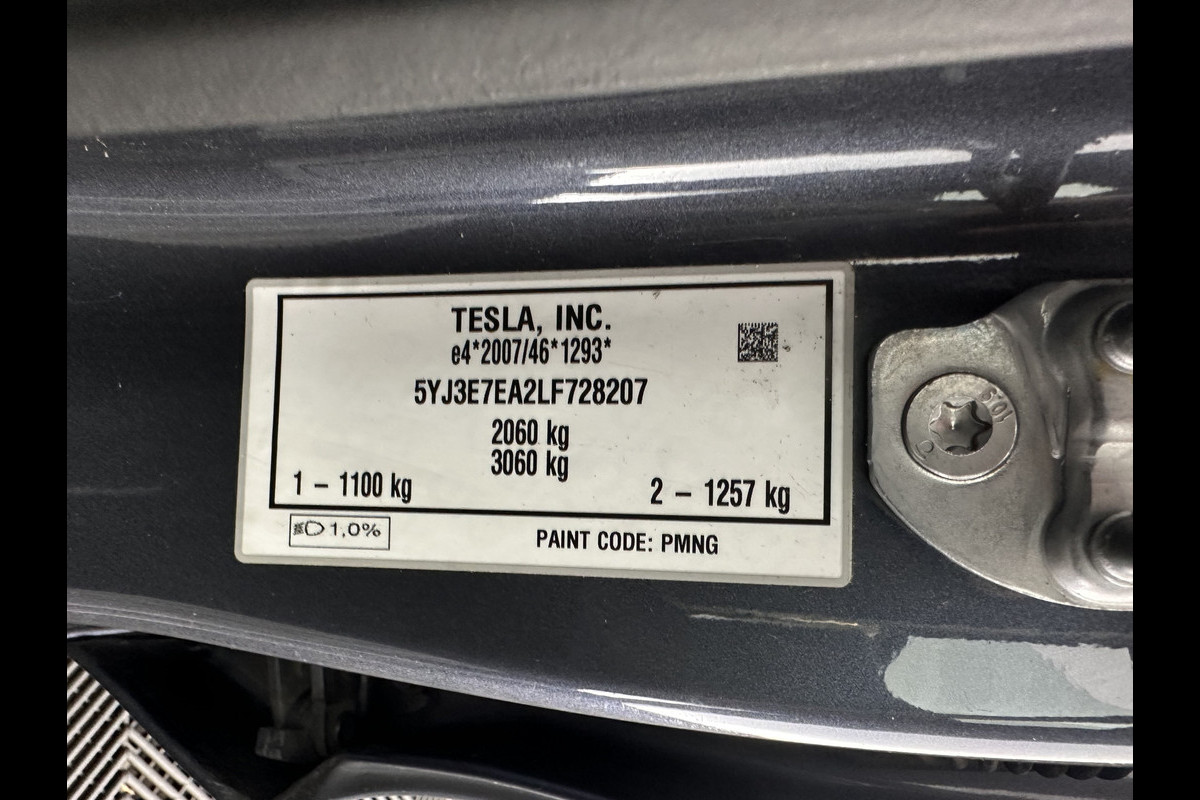 TESLA, INC.
e4*2007/46*1293*
5YJ3E7EA2LF728207
2060 kg
3060 kg
1 – 1100 kg
2 – 1257 kg
1,0%
PAINT CODE: PMNG